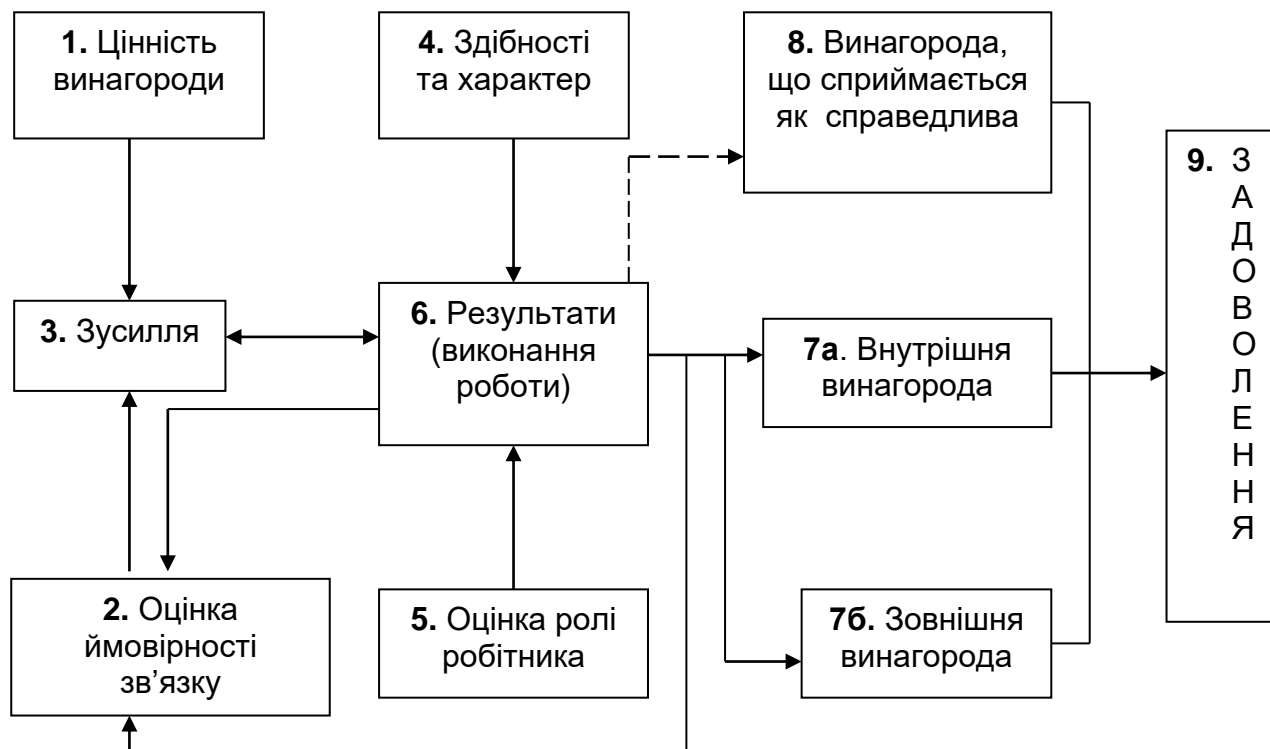 1. Цінність
винагороди
4. Здібності
та характер
8. Винагорода,
що сприймається
як справедлива
9. З
А
Д
О
В
О
Л
Е
Н
Н
Я
3. Зусилля
6. Результати
(виконання
роботи)
7а. Внутрішня
винагорода
2. Оцінка
ймовірності
зв’язку
5. Оцінка ролі
робітника
7б. Зовнішня
винагорода